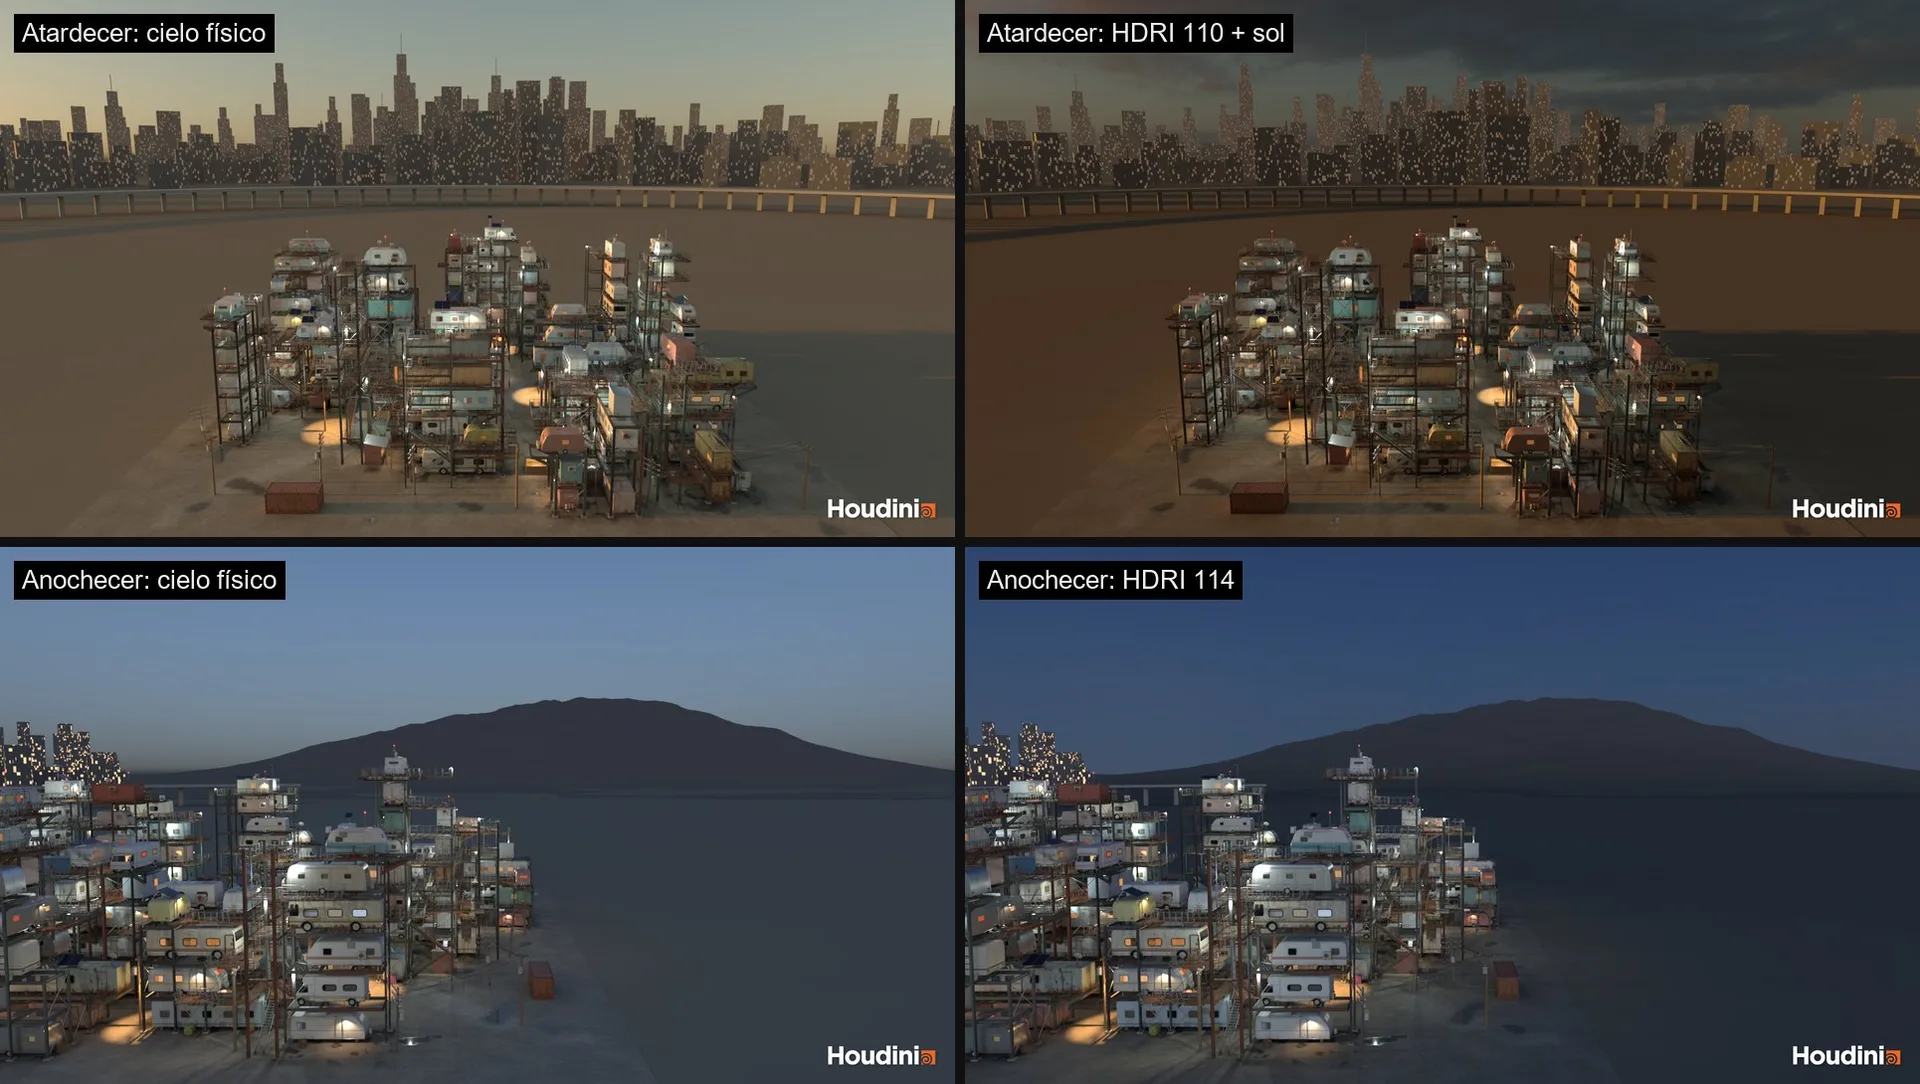 Atardecer: cielo físico
Atardecer: HDRI 110 + sol
Houdini
Houdini
Anochecer: cielo físico
Anochecer: HDRI 114
Houdini
Houdini